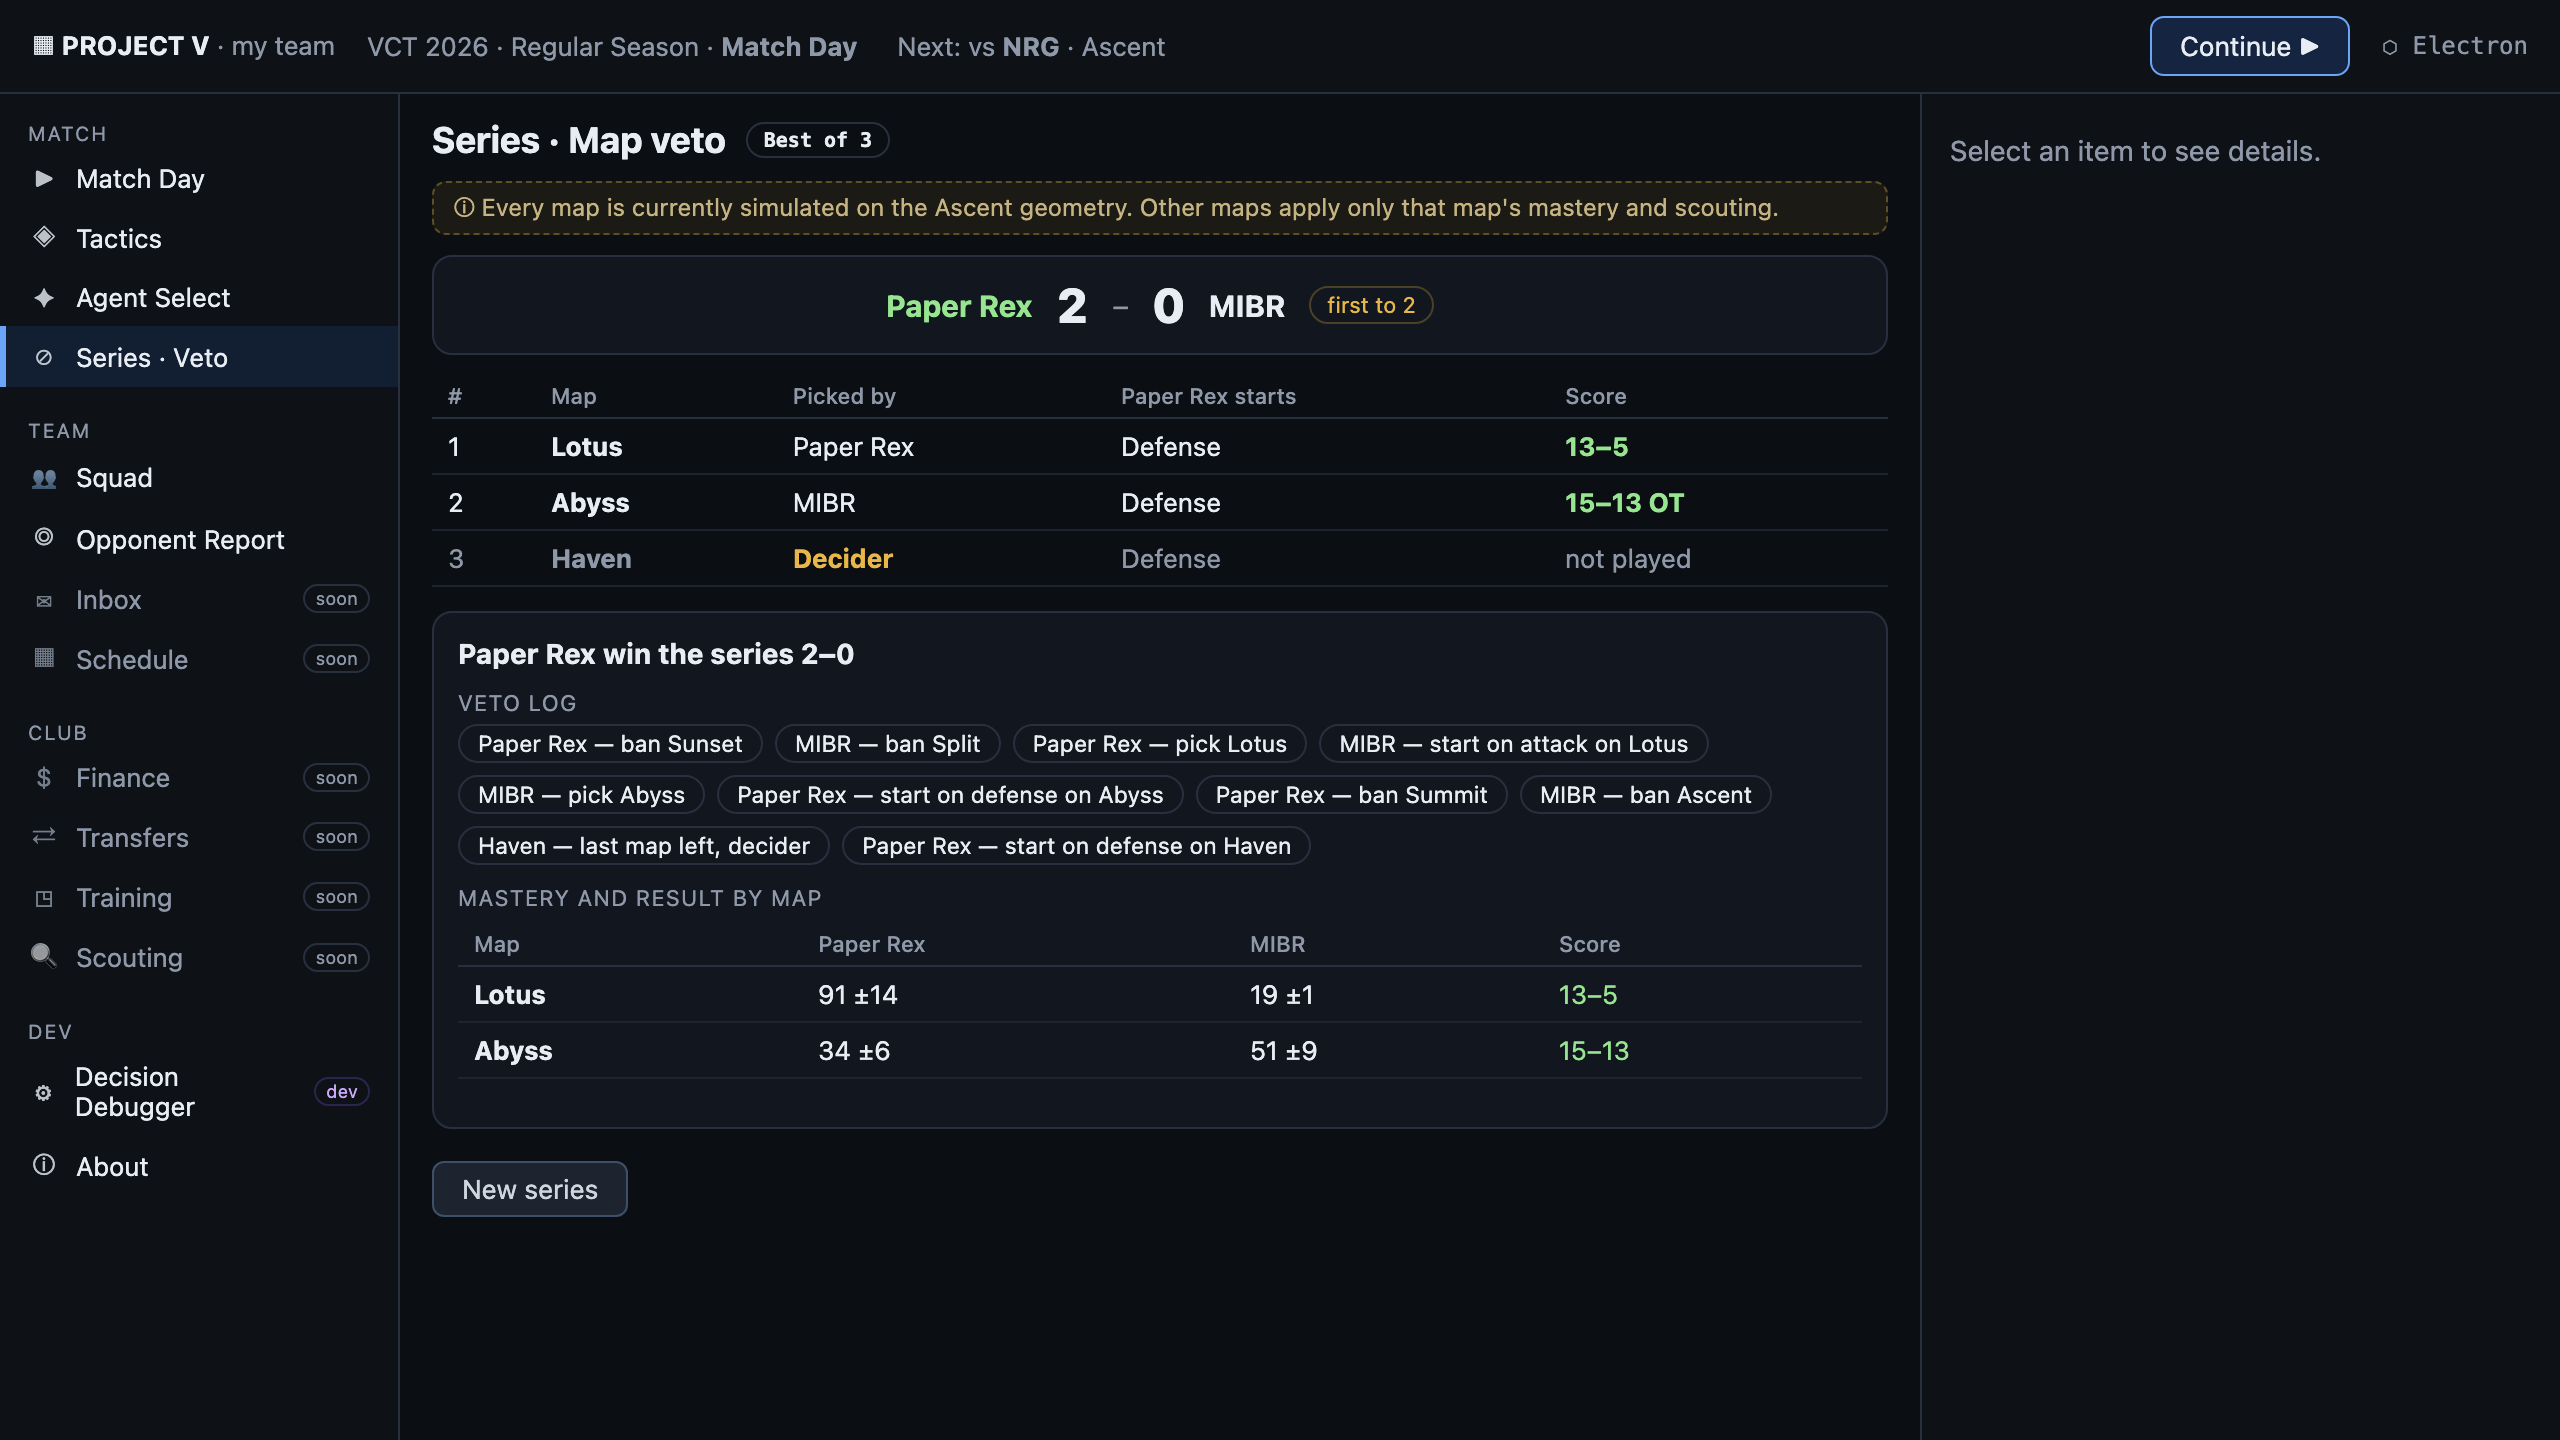 PROJECT V · my team
VCT 2026 · Regular Season · Match Day
Next: vs NRG · Ascent
Continue ▶
Electron
MATCH
Match Day
Tactics
Agent Select
Series · Veto
TEAM
Squad
Opponent Report
Inbox soon
Schedule soon
CLUB
Finance soon
Transfers soon
Training soon
Scouting soon
DEV
Decision
Debugger dev
About
Series · Map veto Best of 3
ⓘ Every map is currently simulated on the Ascent geometry. Other maps apply only that map's mastery and scouting.
Paper Rex 2 – 0 MIBR first to 2
# Map Picked by Paper Rex starts Score
1 Lotus Paper Rex Defense 13–5
2 Abyss MIBR Defense 15–13 OT
3 Haven Decider Defense not played
Paper Rex win the series 2–0
VETO LOG
Paper Rex — ban Sunset MIBR — ban Split Paper Rex — pick Lotus MIBR — start on attack on Lotus
MIBR — pick Abyss Paper Rex — start on defense on Abyss Paper Rex — ban Summit MIBR — ban Ascent
Haven — last map left, decider Paper Rex — start on defense on Haven
MASTERY AND RESULT BY MAP
Map Paper Rex MIBR Score
Lotus 91 ±14 19 ±1 13–5
Abyss 34 ±6 51 ±9 15–13
New series
Select an item to see details.